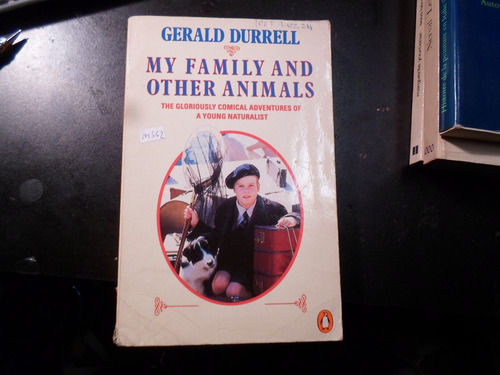 GERALD DURRELL
MY FAMILY AND
OTHER ANIMALS
THE GLORIOUSLY COMICAL ADVENTURES OF
A YOUNG NATURALIST